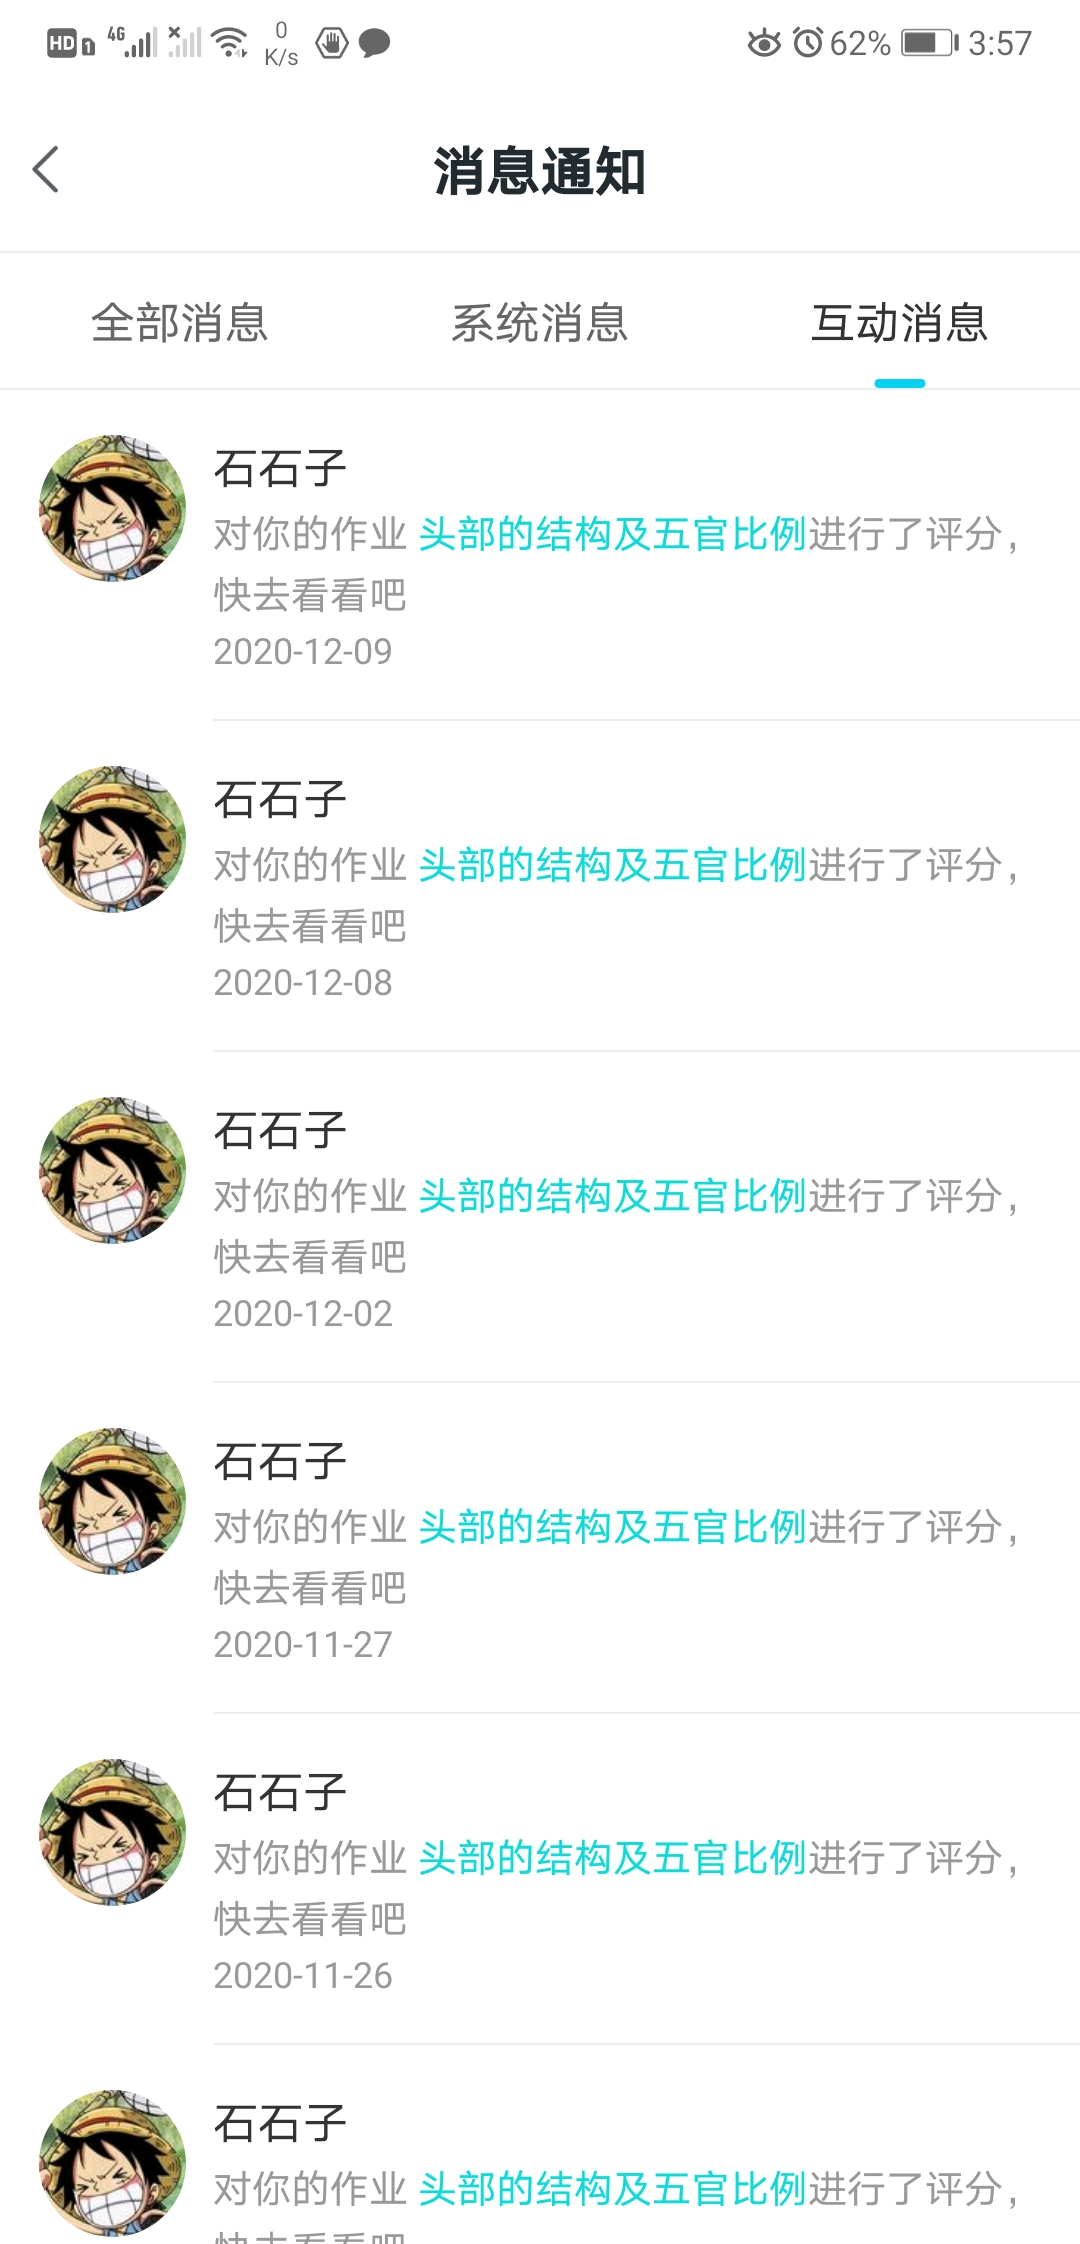 HD 1 4G 0 K/s 62% 3:57
消息通知
全部消息 系统消息 互动消息
石石子
对你的作业 头部的结构及五官比例进行了评分，
快去看看吧
2020-12-09
石石子
对你的作业 头部的结构及五官比例进行了评分，
快去看看吧
2020-12-08
石石子
对你的作业 头部的结构及五官比例进行了评分，
快去看看吧
2020-12-02
石石子
对你的作业 头部的结构及五官比例进行了评分，
快去看看吧
2020-11-27
石石子
对你的作业 头部的结构及五官比例进行了评分，
快去看看吧
2020-11-26
石石子
对你的作业 头部的结构及五官比例进行了评分，
快去看看吧